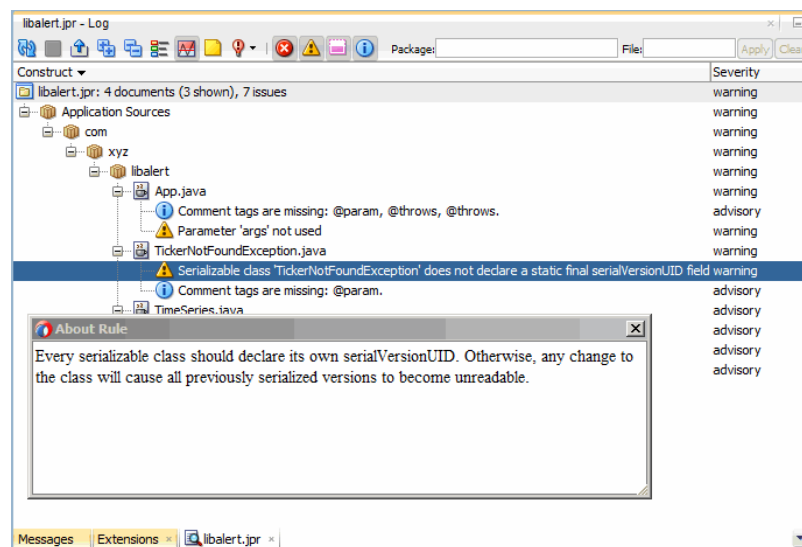 libalert.jpr - Log
Package: File: Apply Clea
Construct Severity
libalert.jpr: 4 documents (3 shown), 7 issues warning
Application Sources warning
com warning
xyz warning
libalert warning
App.java warning
Comment tags are missing: @param, @throws, @throws. advisory
Parameter 'args' not used warning
TickerNotFoundException.java warning
Serializable class 'TickerNotFoundException' does not declare a static final serialVersionUID field warning
Comment tags are missing: @param. advisory
TimeSeries.java advisory
About Rule advisory
Every serializable class should declare its own serialVersionUID. Otherwise, any change to advisory
the class will cause all previously serialized versions to become unreadable. advisory
Messages Extensions libalert.jpr